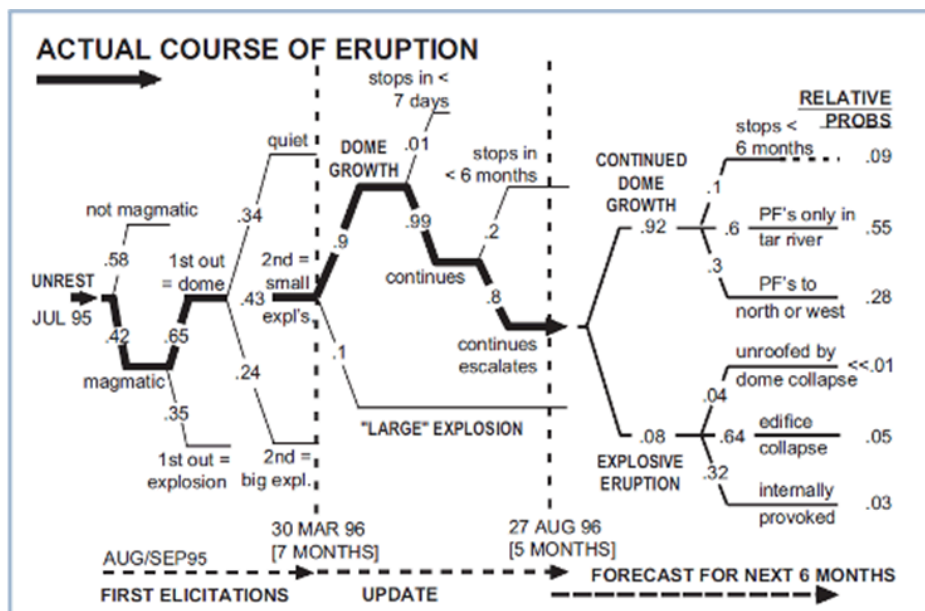 ACTUAL COURSE OF ERUPTION
stops in <
7 days
RELATIVE
PROBS
quiet
DOME
GROWTH
.01
stops in
< 6 months
CONTINUED
DOME
GROWTH
stops <
6 months
.09
not magmatic
.34
.99
.1
.58
.9
.2
.92
.6
PF's only in
tar river
.55
UNREST
1st out
= dome
2nd =
small
expl's.
.43
continues
.3
JUL 95
.42
.65
.8
PF's to
north or west
.28
magmatic
.24
.1
continues
escalates
unroofed by
dome collapse
<<.01
.35
.04
"LARGE" EXPLOSION
.08
.64
edifice
collapse
.05
1st out =
explosion
2nd =
big expl.
EXPLOSIVE
ERUPTION
.32
internally
provoked
.03
30 MAR 96
[7 MONTHS]
27 AUG 96
[5 MONTHS]
AUG/SEP95
FIRST ELICITATIONS
UPDATE
FORECAST FOR NEXT 6 MONTHS